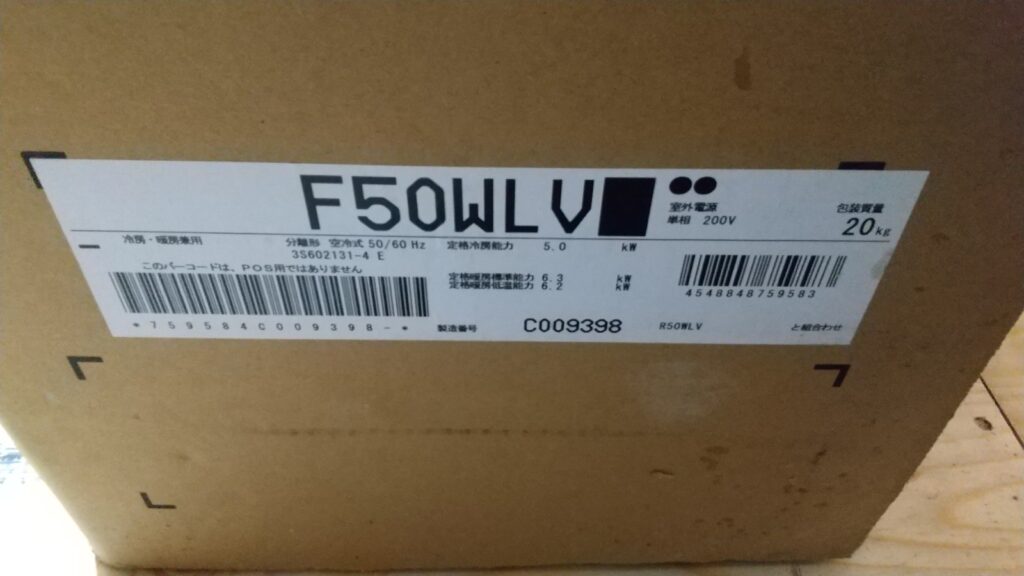 F50WLV■ ●●
室外電源
単相 200V
包装質量
20kg
冷房・暖房兼用
分離形 空冷式 50/60 Hz
3S602131-4 E
定格冷房能力 5.0 kW
このバーコードは、POS用ではありません
定格暖房標準能力 6.3 kW
定格暖房低温能力 6.2 kW
4548848759583
*759584C009398-*
製造番号 C009398
R50WLV と組合わせ